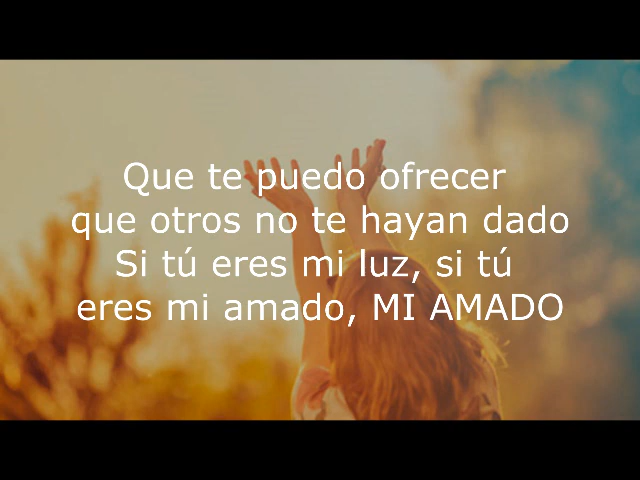 Que te puedo ofrecer
que otros no te hayan dado
Si tú eres mi luz, si tú
eres mi amado, MI AMADO